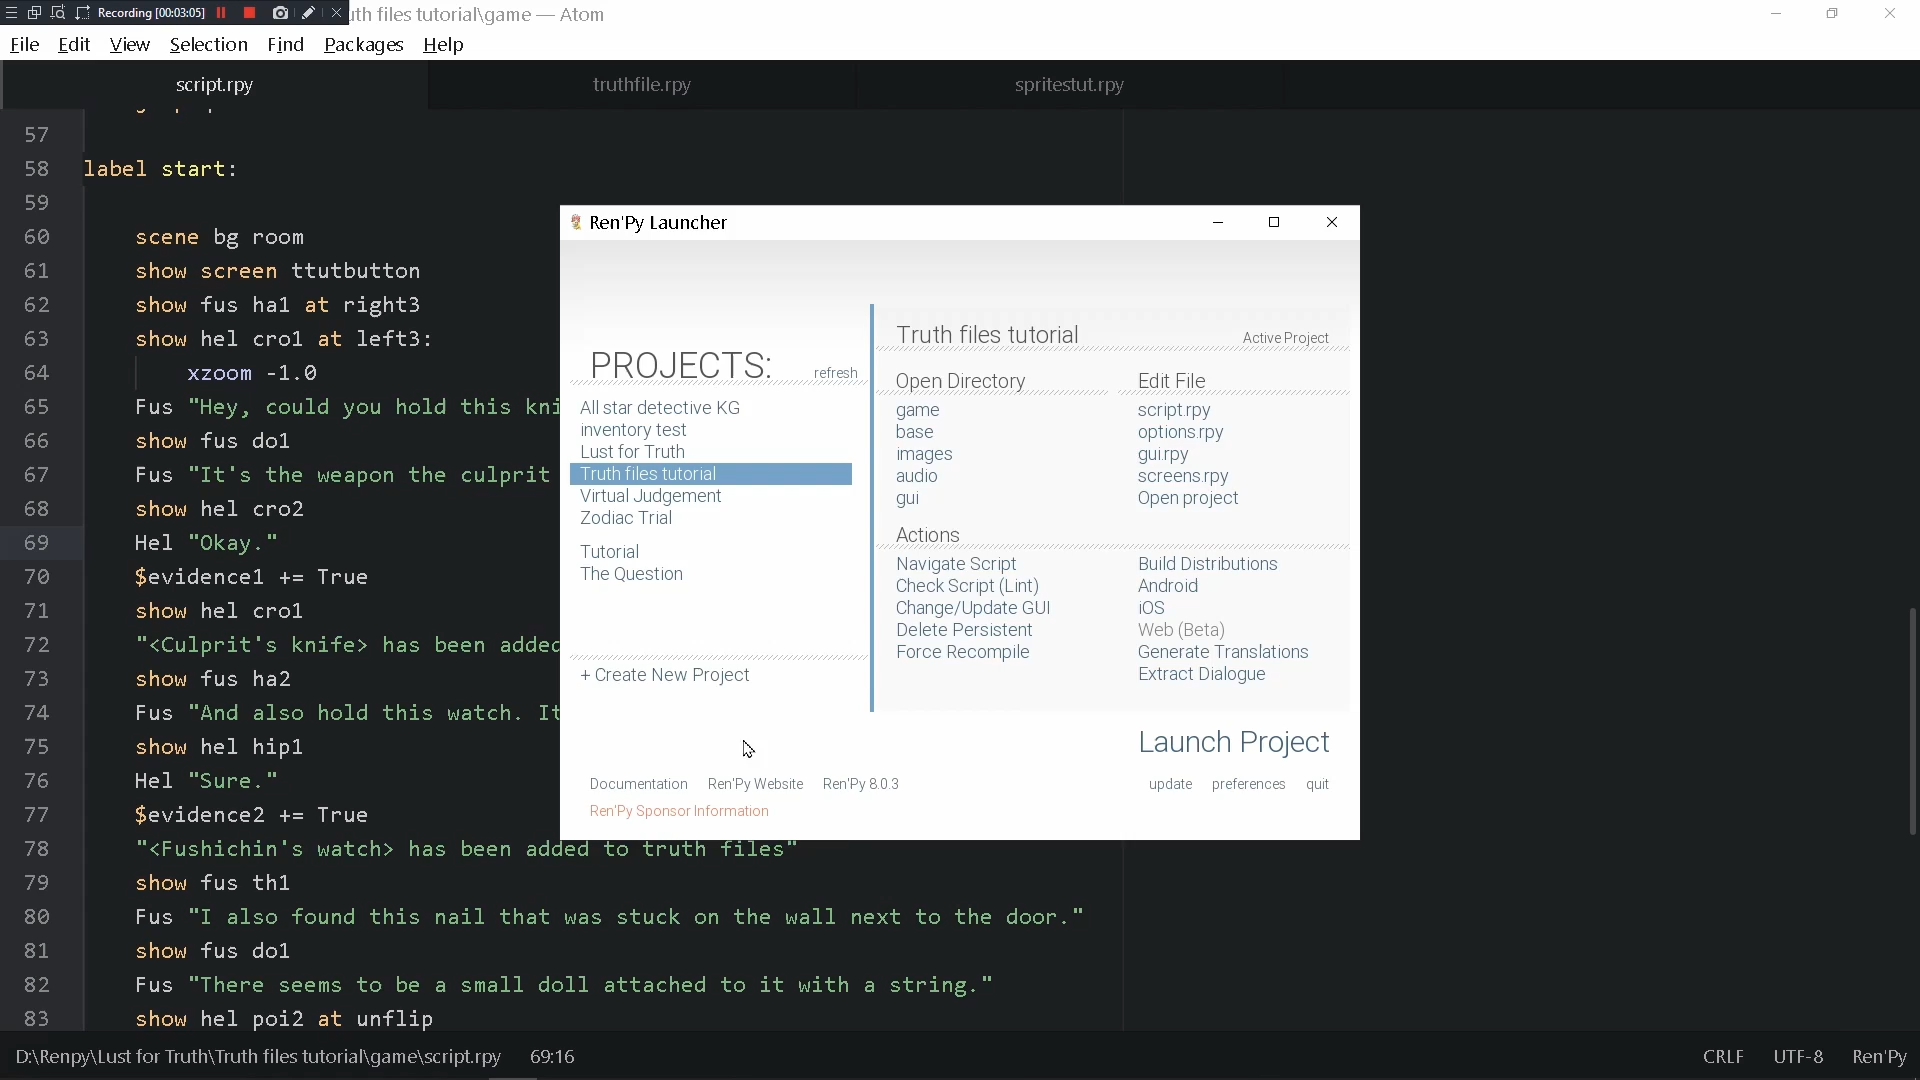 Recording [00:03:05]
uth files tutorial\game — Atom
File Edit View Selection Find Packages Help
script.rpy
truthfile.rpy
spritestut.rpy
57
58 label start:
59
60 scene bg room
61 show screen ttutbutton
62 show fus ha1 at right3
63 show hel cro1 at left3:
64 xzoom -1.0
65 Fus "Hey, could you hold this kni
66 show fus do1
67 Fus "It's the weapon the culprit
68 show hel cro2
69 Hel "Okay."
70 $evidence1 += True
71 show hel cro1
72 "<Culprit's knife> has been added
73 show fus ha2
74 Fus "And also hold this watch. It
75 show hel hip1
76 Hel "Sure."
77 $evidence2 += True
78 "<Fushichin's watch> has been added to truth files"
79 show fus th1
80 Fus "I also found this nail that was stuck on the wall next to the door."
81 show fus do1
82 Fus "There seems to be a small doll attached to it with a string."
83 show hel poi2 at unflip
Ren'Py Launcher
PROJECTS:
refresh
All star detective KG
inventory test
Lust for Truth
Truth files tutorial
Virtual Judgement
Zodiac Trial
Tutorial
The Question
+ Create New Project
Truth files tutorial
Active Project
Open Directory
game
base
images
audio
gui
Edit File
script.rpy
options.rpy
gui.rpy
screens.rpy
Open project
Actions
Navigate Script
Check Script (Lint)
Change/Update GUI
Delete Persistent
Force Recompile
Build Distributions
Android
iOS
Web (Beta)
Generate Translations
Extract Dialogue
Launch Project
Documentation Ren'Py Website Ren'Py 8.0.3
update preferences quit
Ren'Py Sponsor Information
D:\Renpy\Lust for Truth\Truth files tutorial\game\script.rpy 69:16
CRLF UTF-8 Ren'Py